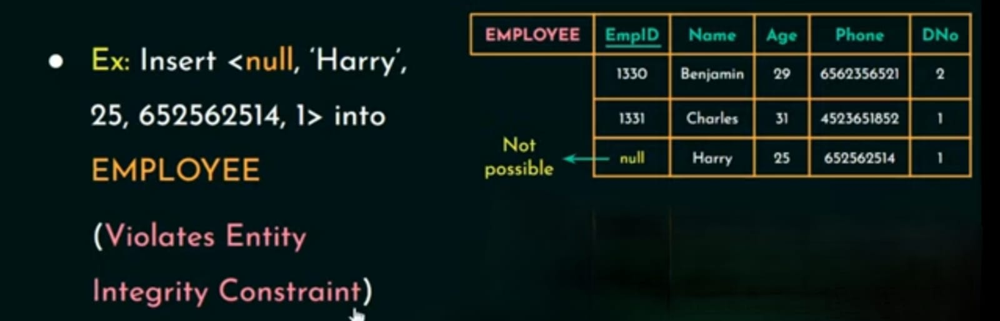 Ex: Insert <null, ‘Harry’,
25, 652562514, 1> into
EMPLOYEE
(Violates Entity
Integrity Constraint)
EMPLOYEE EmpID Name Age Phone DNo
1330 Benjamin 29 6562356521 2
1331 Charles 31 4523651852 1
Not
possible
null Harry 25 652562514 1